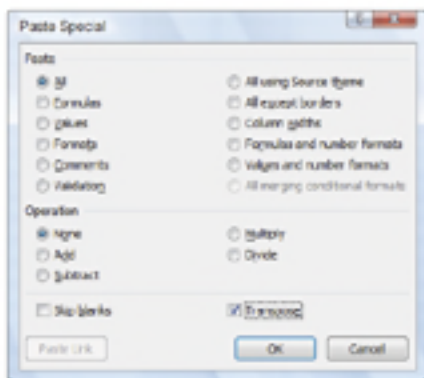 Paste Special
Paste
All
Formulas
Values
Formats
Comments
Validation
All using Source theme
All except borders
Column widths
Formulas and number formats
Values and number formats
All merging conditional formats
Operation
None
Add
Subtract
Multiply
Divide
Skip blanks
Transpose
Paste Link
OK
Cancel